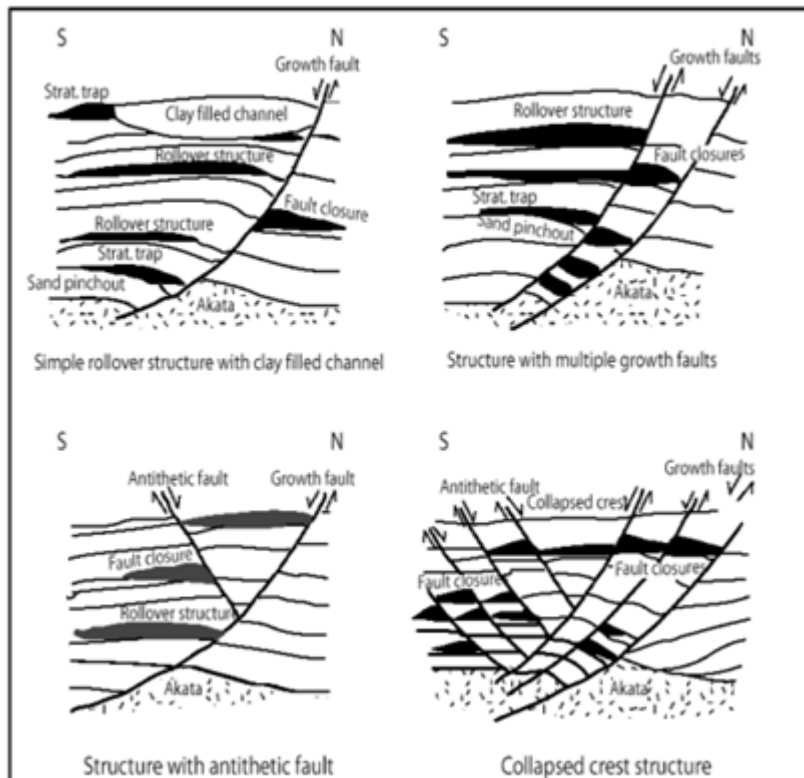 S N
Growth fault
Strat. trap
Clay filled channel
Rollover structure
Fault closure
Rollover structure
Strat. trap
Sand pinchout
Akata
Simple rollover structure with clay filled channel
S N
Growth faults
Rollover structure
Fault closures
Strat. trap
Sand pinchout
Akata
Structure with multiple growth faults
S N
Antithetic fault Growth fault
Fault closure
Rollover structure
Akata
Structure with antithetic fault
S N
Growth faults
Antithetic fault
Collapsed crest
Fault closure
Fault closures
Akata
Collapsed crest structure